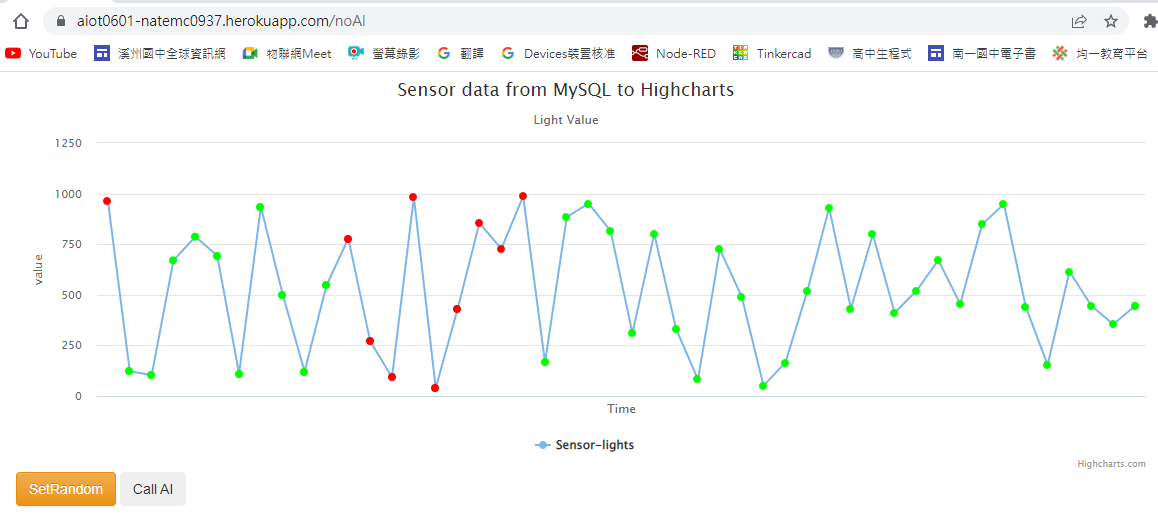 aiot0601-natemc0937.herokuapp.com/noAI
YouTube 溪州國中全球資訊網 物聯網Meet 螢幕錄影 翻譯 Devices裝置核准 Node-RED Tinkercad 高中生程式 南一國中電子書 均一教育平台
Sensor data from MySQL to Highcharts
Light Value
1250
1000
750
500
250
0
value
Time
Sensor-lights
Highcharts.com
SetRandom Call AI